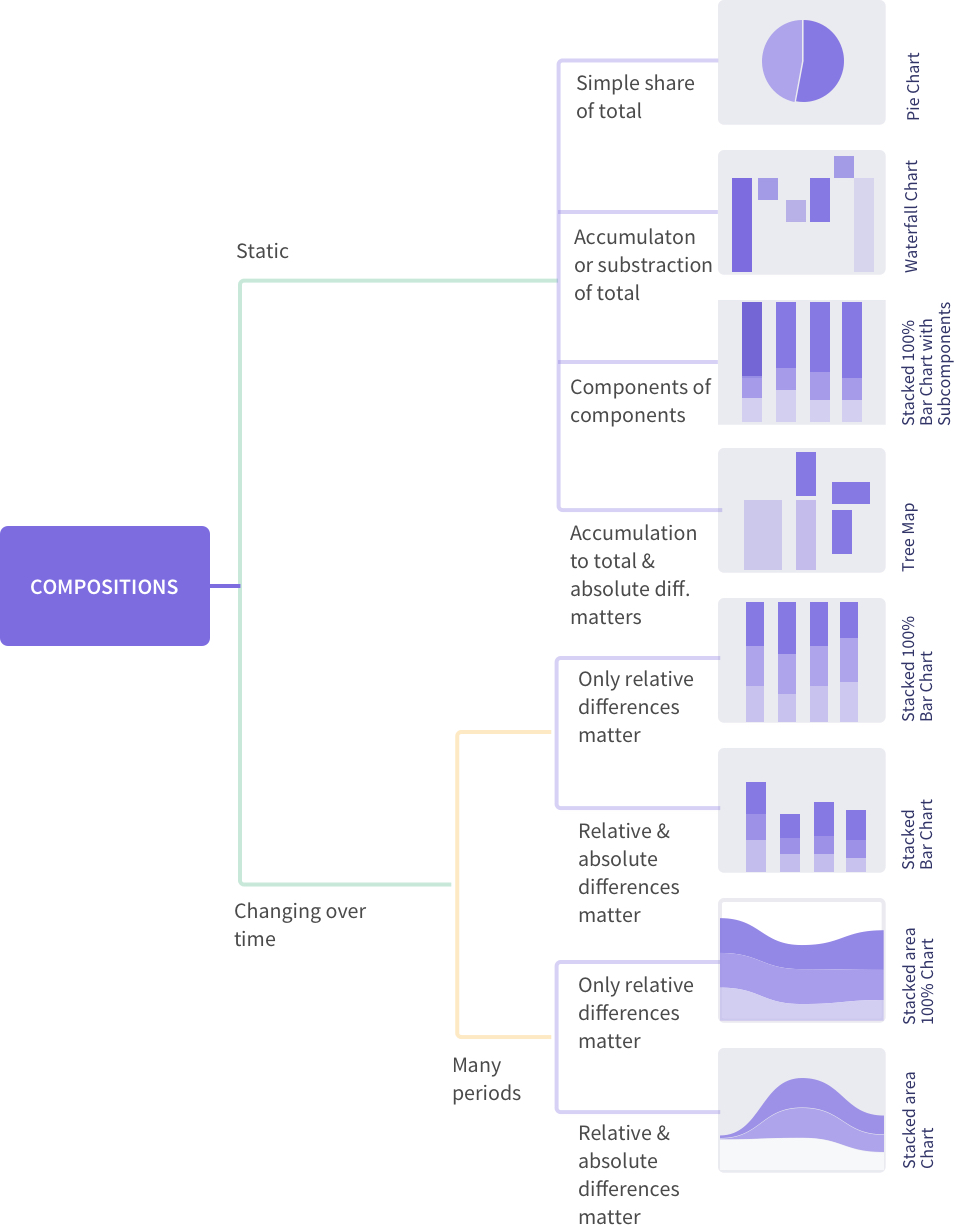 Simple share
of total
Pie Chart
Static
Accumulaton
or substraction
of total
Waterfall Chart
Components of
components
Stacked 100%
Bar Chart with
Subcomponents
Accumulation
to total &
absolute diff.
matters
Tree Map
COMPOSITIONS
Only relative
differences
matter
Stacked 100%
Bar Chart
Relative &
absolute
differences
matter
Stacked
Bar Chart
Changing over
time
Only relative
differences
matter
Stacked area
100% Chart
Many
periods
Relative &
absolute
differences
matter
Stacked area
Chart